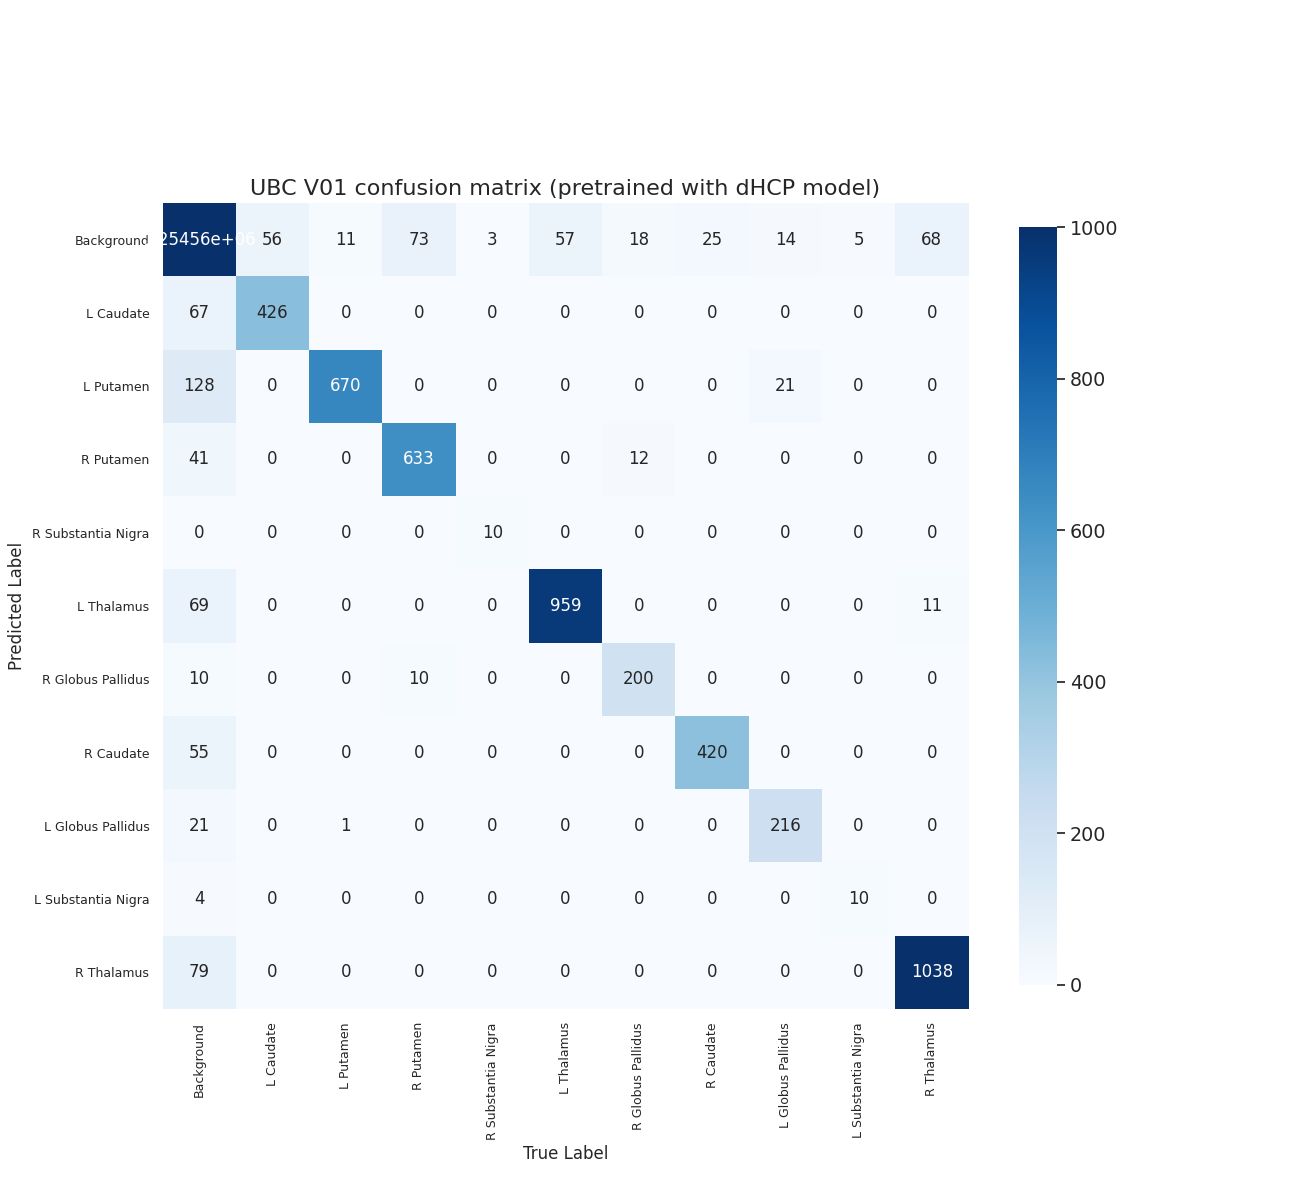 UBC V01 confusion matrix (pretrained with dHCP model)
Background 25456e+06 56 11 73 3 57 18 25 14 5 68
L Caudate 67 426 0 0 0 0 0 0 0 0 0
L Putamen 128 0 670 0 0 0 0 0 21 0 0
R Putamen 41 0 0 633 0 0 12 0 0 0 0
R Substantia Nigra 0 0 0 0 10 0 0 0 0 0 0
L Thalamus 69 0 0 0 0 959 0 0 0 0 11
R Globus Pallidus 10 0 0 10 0 0 200 0 0 0 0
R Caudate 55 0 0 0 0 0 0 420 0 0 0
L Globus Pallidus 21 0 1 0 0 0 0 0 216 0 0
L Substantia Nigra 4 0 0 0 0 0 0 0 0 10 0
R Thalamus 79 0 0 0 0 0 0 0 0 0 1038
Predicted Label
Background
L Caudate
L Putamen
R Putamen
R Substantia Nigra
L Thalamus
R Globus Pallidus
R Caudate
L Globus Pallidus
L Substantia Nigra
R Thalamus
True Label
1000
800
600
400
200
0